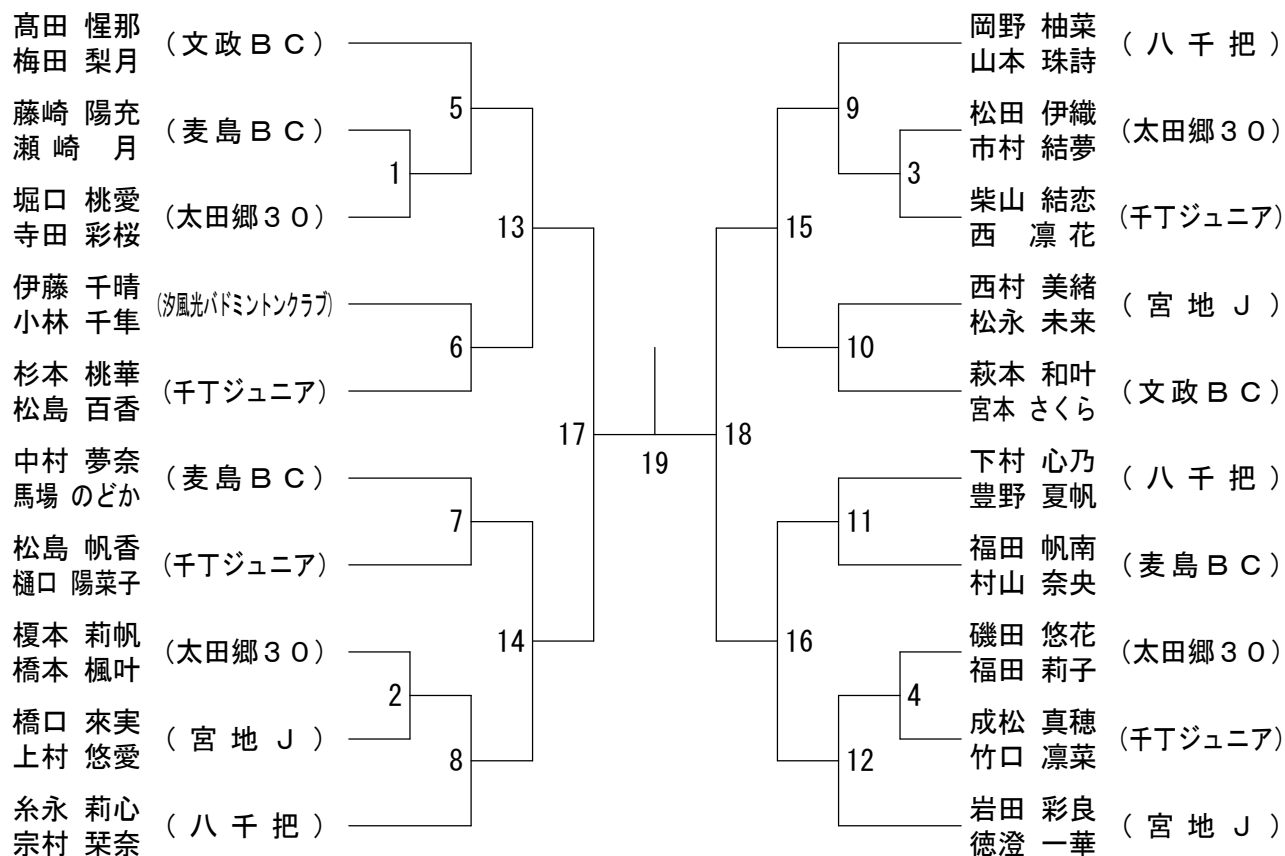 髙田 惺那
梅田 梨月
(文政ＢＣ)
藤崎 陽充
瀬崎 月
(麦島ＢＣ)
堀口 桃愛
寺田 彩桜
(太田郷３０)
伊藤 千晴
小林 千隼
(汐風光バドミントンクラブ)
杉本 桃華
松島 百香
(千丁ジュニア)
中村 夢奈
馬場 のどか
(麦島ＢＣ)
松島 帆香
樋口 陽菜子
(千丁ジュニア)
榎本 莉帆
橋本 楓叶
(太田郷３０)
橋口 來実
上村 悠愛
(宮地Ｊ)
糸永 莉心
宗村 栞奈
(八千把)
5
1
13
6
17
7
14
2
8
19
岡野 柚菜
山本 珠詩
(八千把)
松田 伊織
市村 結夢
(太田郷３０)
柴山 結恋
西 凛花
(千丁ジュニア)
西村 美緒
松永 未来
(宮地Ｊ)
萩本 和叶
宮本 さくら
(文政ＢＣ)
下村 心乃
豊野 夏帆
(八千把)
福田 帆南
村山 奈央
(麦島ＢＣ)
磯田 悠花
福田 莉子
(太田郷３０)
成松 真穂
竹口 凛菜
(千丁ジュニア)
岩田 彩良
徳澄 一華
(宮地Ｊ)
9
3
15
10
18
11
16
4
12